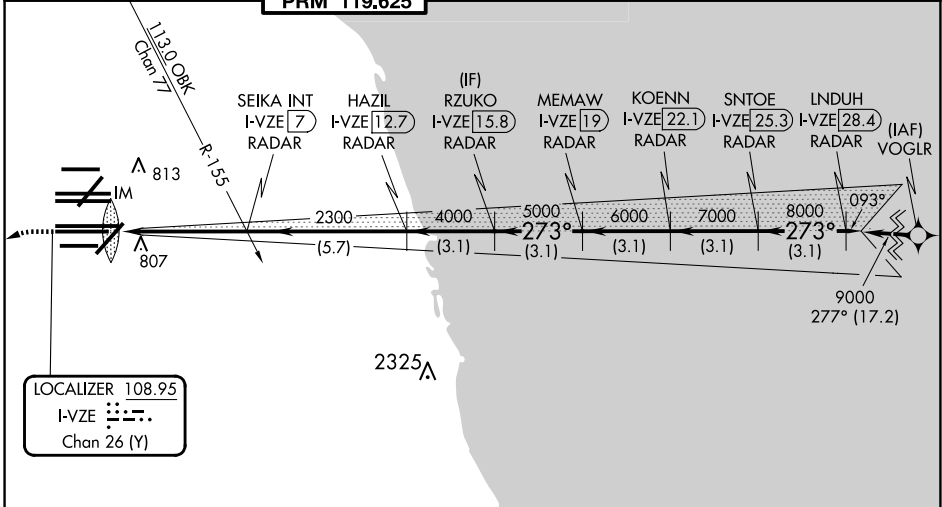 PRM 119.625
113.0 OBK
Chan 77
R-155
SEIKA INT
I-VZE 7
RADAR
HAZIL
I-VZE 12.7
RADAR
(IF)
RZUKO
I-VZE 15.8
RADAR
MEMAW
I-VZE 19
RADAR
KOENN
I-VZE 22.1
RADAR
SNTOE
I-VZE 25.3
RADAR
LNDUH
I-VZE 28.4
RADAR
(IAF)
VOGLR
813
IM
807
2300
(5.7)
4000
(3.1)
5000
273°
(3.1)
6000
(3.1)
7000
(3.1)
8000
273°
(3.1)
093°
9000
277° (17.2)
2325
LOCALIZER 108.95
I-VZE
Chan 26 (Y)